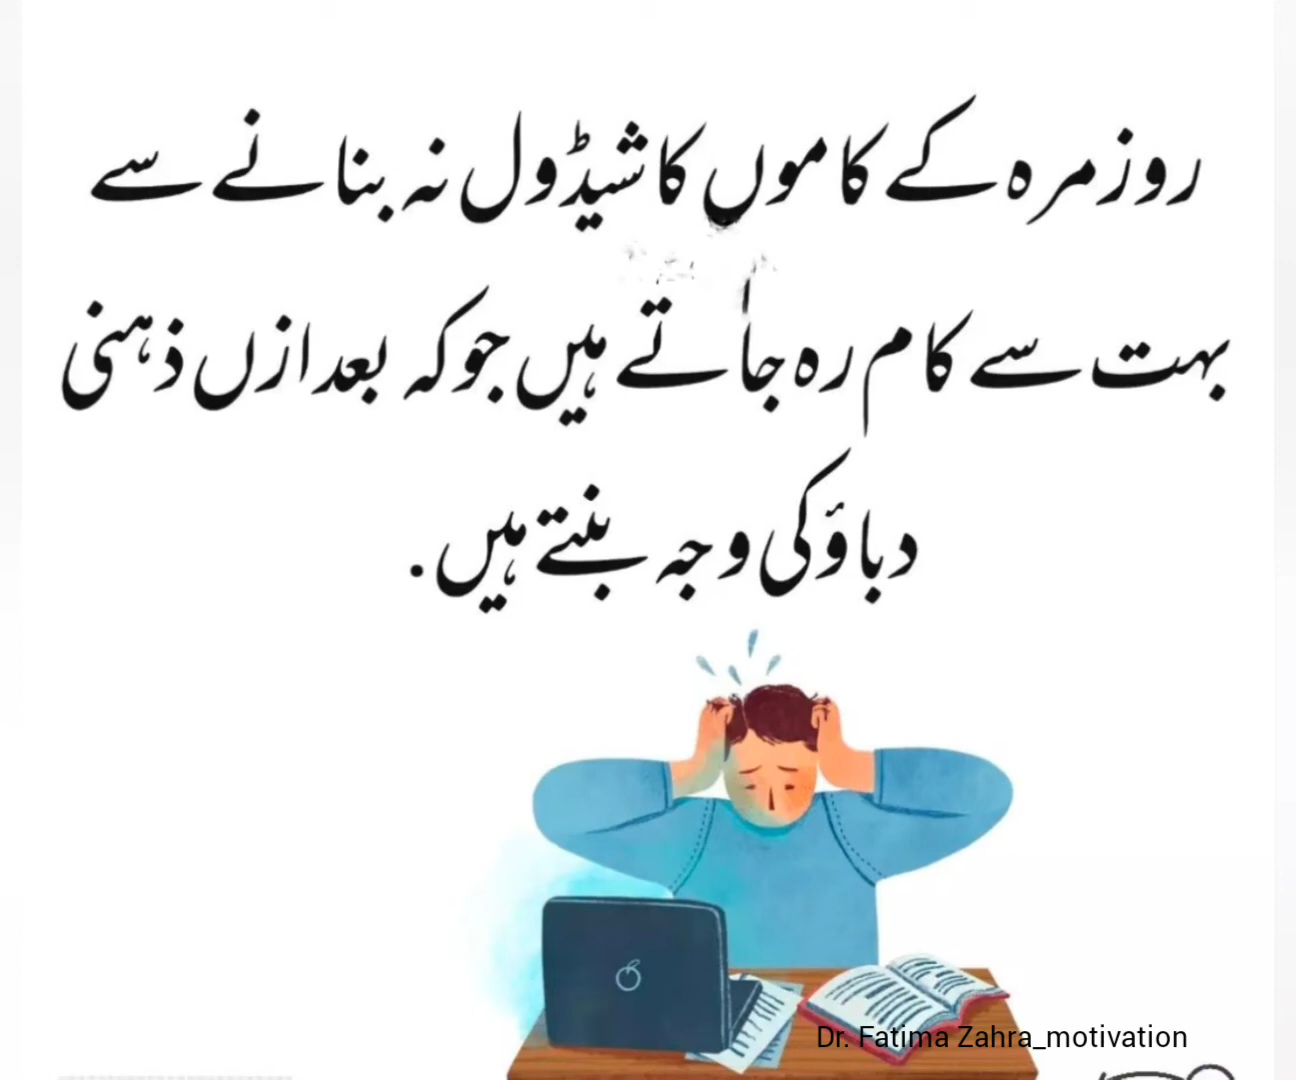 روزمرہ کے کاموں کا شیڈول نہ بنانے سے
بہت سے کام رہ جاتے ہیں جو کہ بعد ازں ذہنی
دباؤ کی وجہ بنتے ہیں.
Dr. Fatima Zahra_motivation